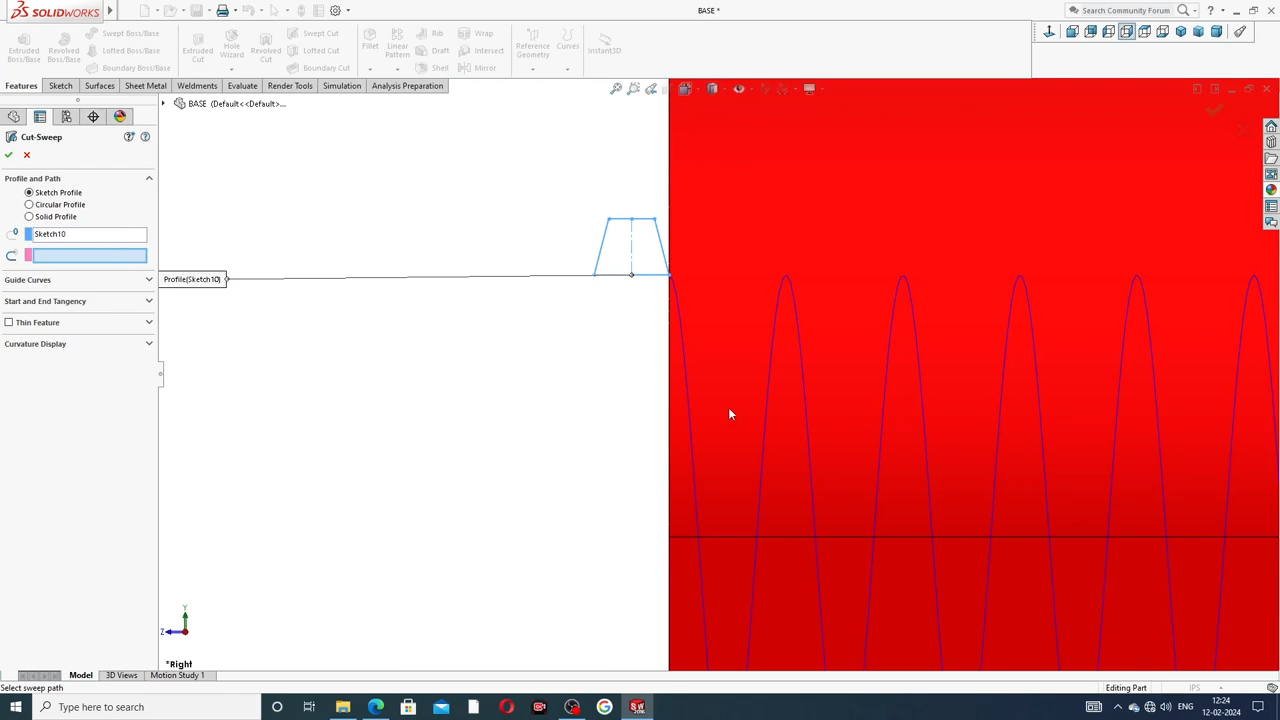 SOLIDWORKS
BASE *
Search Community Forum
Extruded Boss/Base
Revolved Boss/Base
Swept Boss/Base
Lofted Boss/Base
Boundary Boss/Base
Extruded Cut
Hole Wizard
Revolved Cut
Swept Cut
Lofted Cut
Boundary Cut
Fillet
Linear Pattern
Rib
Draft
Shell
Wrap
Intersect
Mirror
Reference Geometry
Curves
Instant3D
Features
Sketch
Surfaces
Sheet Metal
Weldments
Evaluate
Render Tools
Simulation
Analysis Preparation
BASE (Default<<Default>...
Cut-Sweep
Profile and Path
Sketch Profile
Circular Profile
Solid Profile
Sketch10
Guide Curves
Start and End Tangency
Thin Feature
Curvature Display
Profile(Sketch10)
Y
Z
*Right
Model
3D Views
Motion Study 1
Select sweep path
Editing Part
IPS
Type here to search
ENG
12:24
12-02-2024